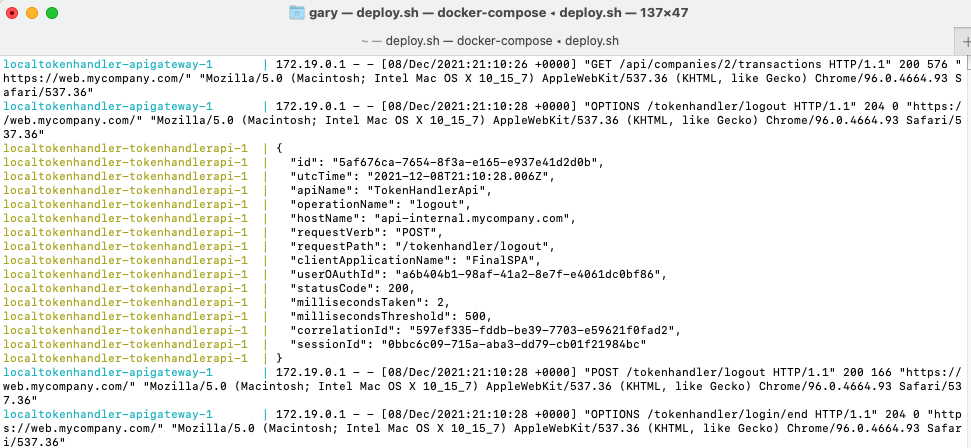 gary — deploy.sh — docker-compose ◂ deploy.sh — 137×47
~ — deploy.sh — docker-compose ◂ deploy.sh
+
localtokenhandler-apigateway-1       | 172.19.0.1 - - [08/Dec/2021:21:10:26 +0000] "GET /api/companies/2/transactions HTTP/1.1" 200 576 "
https://web.mycompany.com/" "Mozilla/5.0 (Macintosh; Intel Mac OS X 10_15_7) AppleWebKit/537.36 (KHTML, like Gecko) Chrome/96.0.4664.93 S
afari/537.36"
localtokenhandler-apigateway-1       | 172.19.0.1 - - [08/Dec/2021:21:10:28 +0000] "OPTIONS /tokenhandler/logout HTTP/1.1" 204 0 "https:/
/web.mycompany.com/" "Mozilla/5.0 (Macintosh; Intel Mac OS X 10_15_7) AppleWebKit/537.36 (KHTML, like Gecko) Chrome/96.0.4664.93 Safari/5
37.36"
localtokenhandler-tokenhandlerapi-1  | {
localtokenhandler-tokenhandlerapi-1  |   "id": "5af676ca-7654-8f3a-e165-e937e41d2d0b",
localtokenhandler-tokenhandlerapi-1  |   "utcTime": "2021-12-08T21:10:28.006Z",
localtokenhandler-tokenhandlerapi-1  |   "apiName": "TokenHandlerApi",
localtokenhandler-tokenhandlerapi-1  |   "operationName": "logout",
localtokenhandler-tokenhandlerapi-1  |   "hostName": "api-internal.mycompany.com",
localtokenhandler-tokenhandlerapi-1  |   "requestVerb": "POST",
localtokenhandler-tokenhandlerapi-1  |   "requestPath": "/tokenhandler/logout",
localtokenhandler-tokenhandlerapi-1  |   "clientApplicationName": "FinalSPA",
localtokenhandler-tokenhandlerapi-1  |   "userOAuthId": "a6b404b1-98af-41a2-8e7f-e4061dc0bf86",
localtokenhandler-tokenhandlerapi-1  |   "statusCode": 200,
localtokenhandler-tokenhandlerapi-1  |   "millisecondsTaken": 2,
localtokenhandler-tokenhandlerapi-1  |   "millisecondsThreshold": 500,
localtokenhandler-tokenhandlerapi-1  |   "correlationId": "597ef335-fddb-be39-7703-e59621f0fad2",
localtokenhandler-tokenhandlerapi-1  |   "sessionId": "0bbc6c09-715a-aba3-dd79-cb01f21984bc"
localtokenhandler-tokenhandlerapi-1  | }
localtokenhandler-apigateway-1       | 172.19.0.1 - - [08/Dec/2021:21:10:28 +0000] "POST /tokenhandler/logout HTTP/1.1" 200 166 "https://
web.mycompany.com/" "Mozilla/5.0 (Macintosh; Intel Mac OS X 10_15_7) AppleWebKit/537.36 (KHTML, like Gecko) Chrome/96.0.4664.93 Safari/53
7.36"
localtokenhandler-apigateway-1       | 172.19.0.1 - - [08/Dec/2021:21:10:28 +0000] "OPTIONS /tokenhandler/login/end HTTP/1.1" 204 0 "http
s://web.mycompany.com/" "Mozilla/5.0 (Macintosh; Intel Mac OS X 10_15_7) AppleWebKit/537.36 (KHTML, like Gecko) Chrome/96.0.4664.93 Safar
i/537.36"